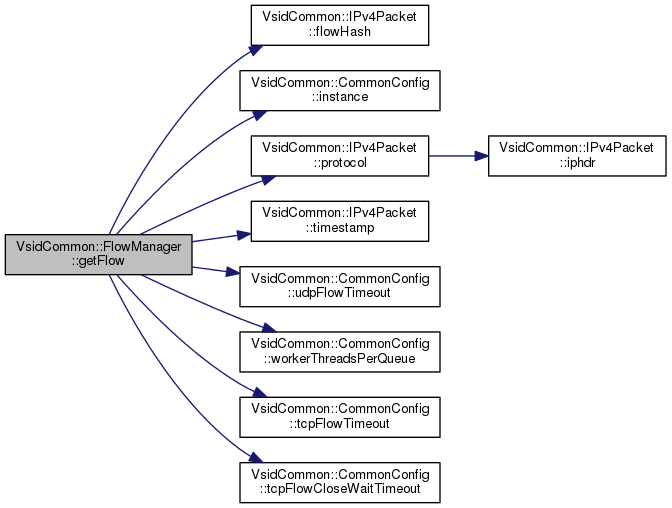 VsidCommon::IPv4Packet
::flowHash
VsidCommon::CommonConfig
::instance
VsidCommon::IPv4Packet
::protocol
VsidCommon::IPv4Packet
::iphdr
VsidCommon::IPv4Packet
::timestamp
VsidCommon::FlowManager
::getFlow
VsidCommon::CommonConfig
::udpFlowTimeout
VsidCommon::CommonConfig
::workerThreadsPerQueue
VsidCommon::CommonConfig
::tcpFlowTimeout
VsidCommon::CommonConfig
::tcpFlowCloseWaitTimeout